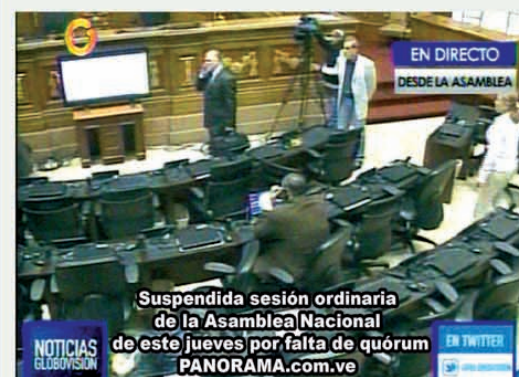 EN DIRECTO
DESDE LA ASAMBLEA
Suspendida sesión ordinaria
de la Asamblea Nacional
de este jueves por falta de quórum
PANORAMA.com.ve
NOTICIAS
GLOBOVISIÓN
EN TWITTER